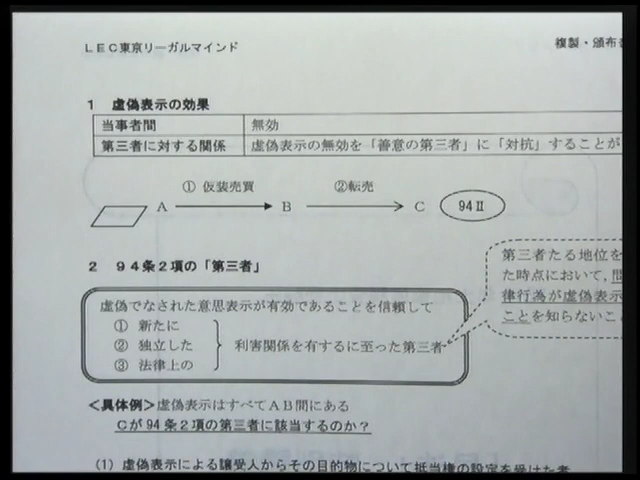 LEC東京リーガルマインド
複製・頒布
1 虚偽表示の効果
当事者間 無効
第三者に対する関係 虚偽表示の無効を「善意の第三者」に「対抗」することが
① 仮装売買 ②転売
A B C 94Ⅱ
2 94条2項の「第三者」
第三者たる地位を
た時点において,
律行為が虚偽表示
ことを知らないこ
虚偽でなされた意思表示が有効であることを信頼して
① 新たに
② 独立した
③ 法律上の
利害関係を有するに至った第三者
＜具体例＞虚偽表示はすべてAB間にある
Cが94条2項の第三者に該当するのか？
(1) 虚偽表示による譲受人からその目的物について抵当権の設定を受けた者